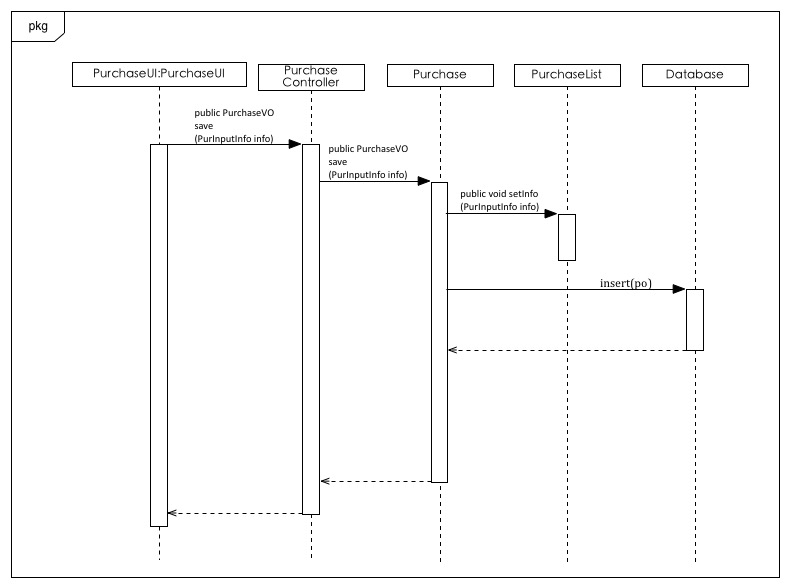 pkg
PurchaseUI:PurchaseUI
Purchase
Controller
Purchase
PurchaseList
Database
public PurchaseVO
save
(PurInputInfo info)
public PurchaseVO
save
(PurInputInfo info)
public void setInfo
(PurInputInfo info)
insert(po)